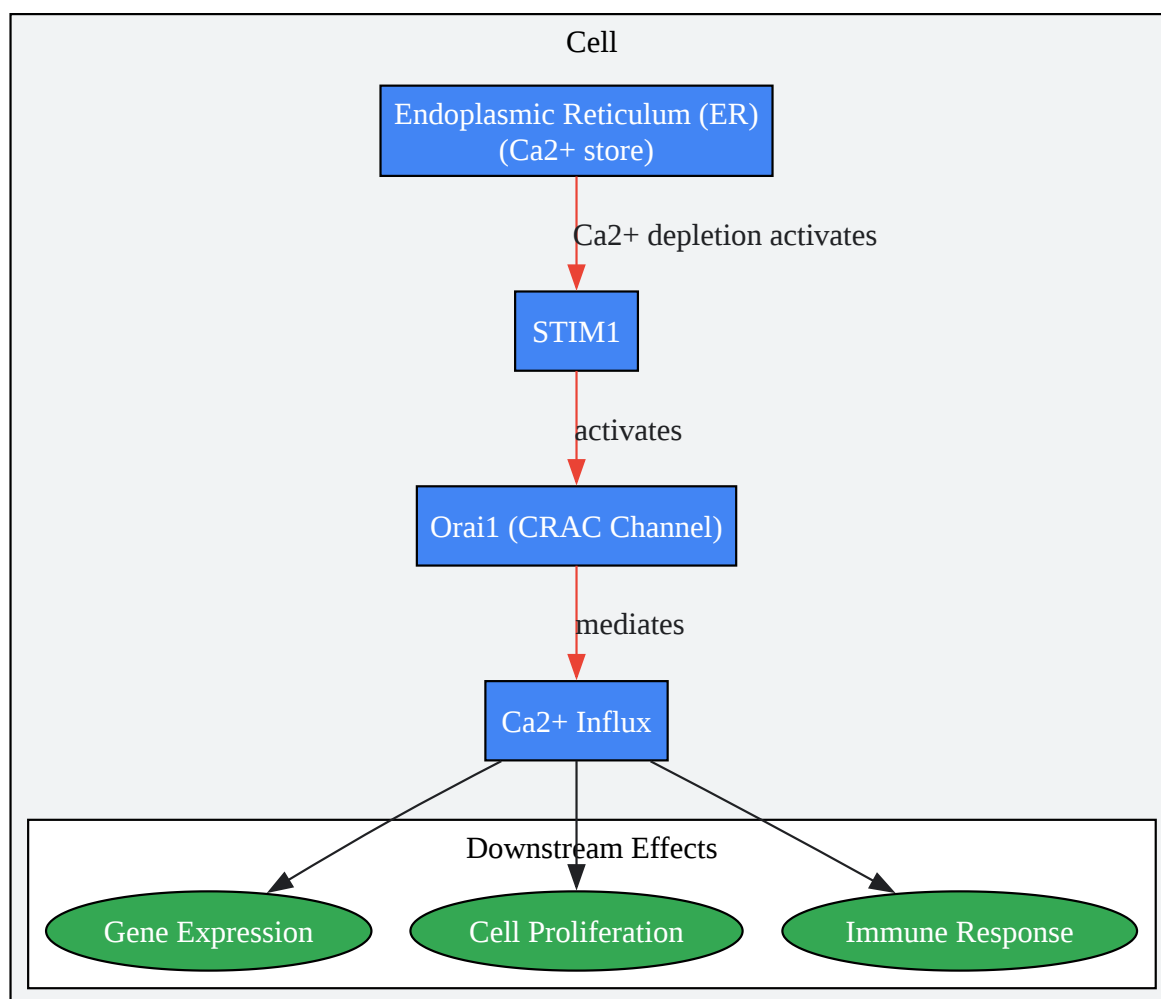 Cell
Endoplasmic Reticulum (ER)
(Ca2+ store)
Ca2+ depletion activates
STIM1
activates
Orai1 (CRAC Channel)
mediates
Ca2+ Influx
Downstream Effects
Gene Expression
Cell Proliferation
Immune Response